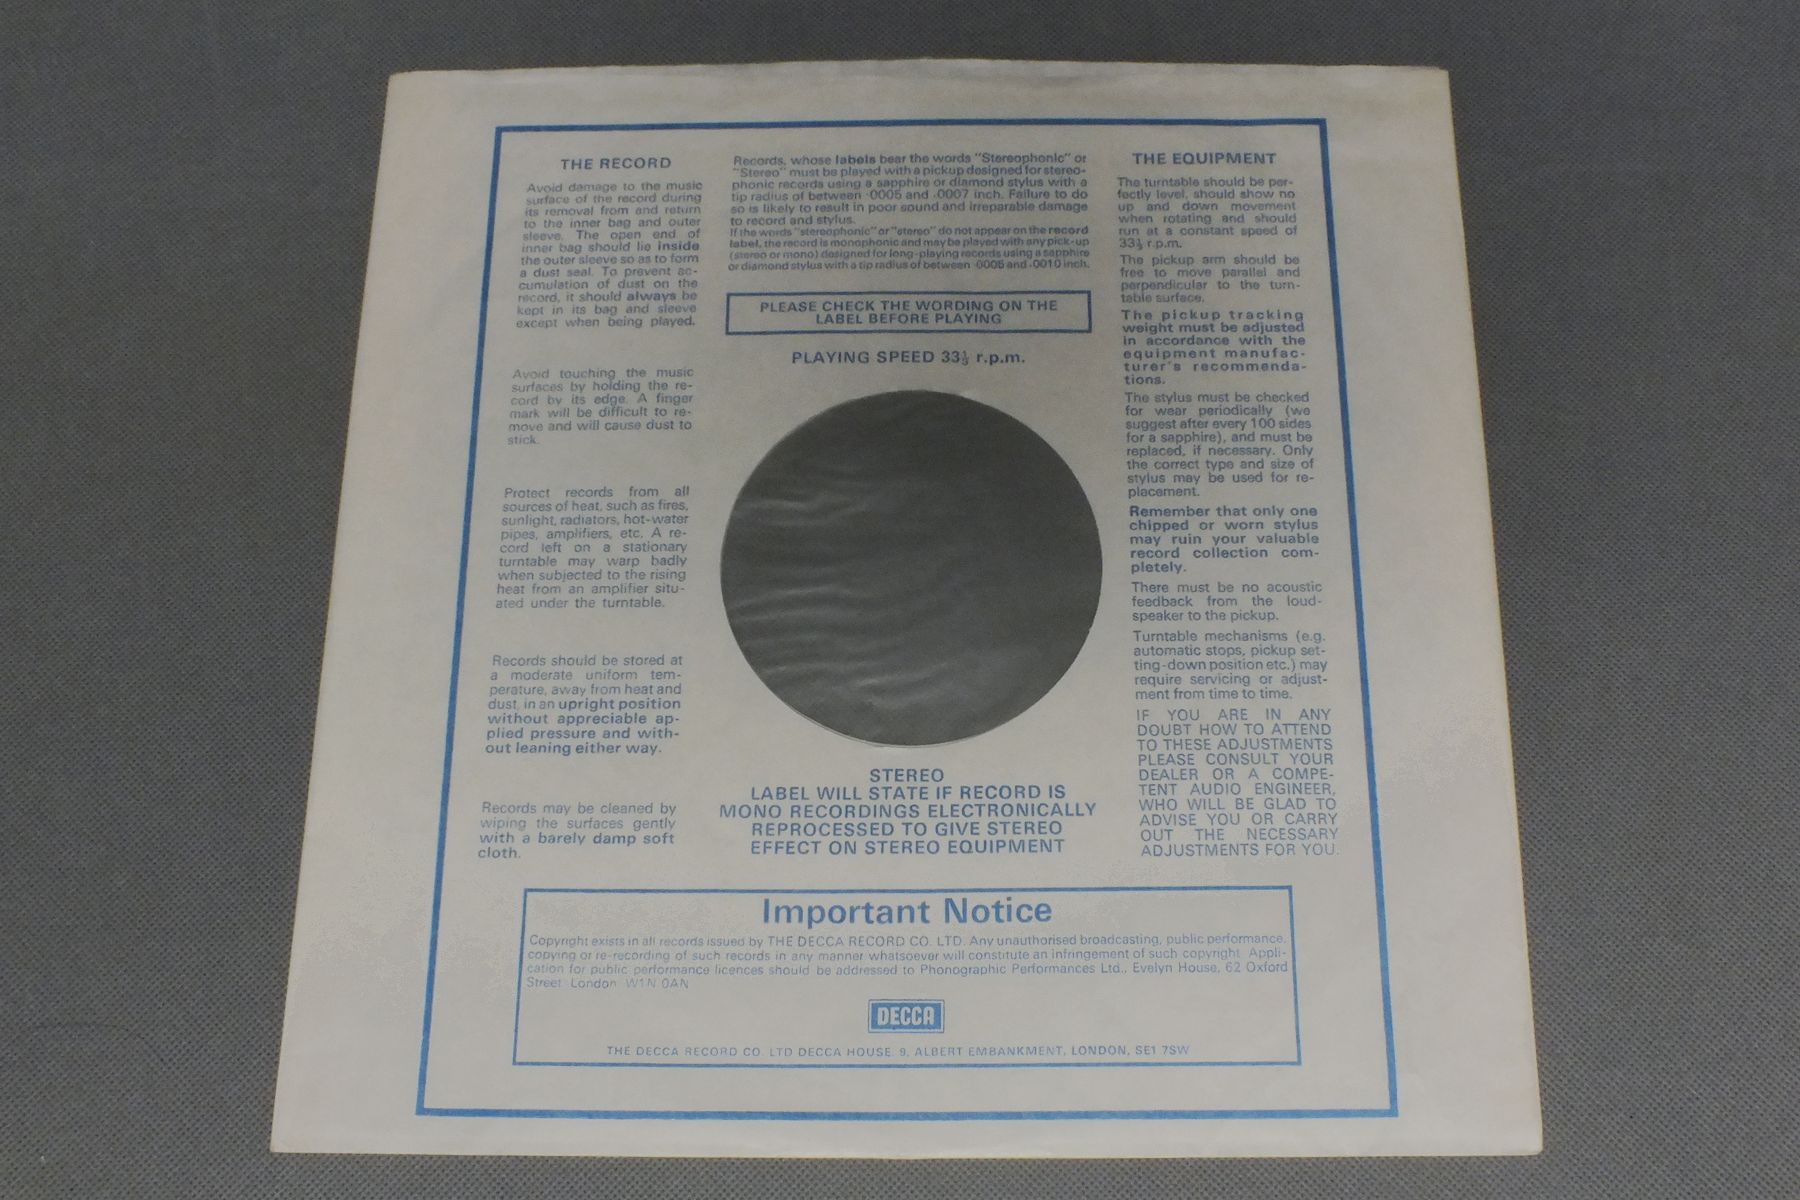 THE RECORD
Avoid damage to the music
surface of the record during
its removal from and return
to the inner bag and outer
sleeve. The open end of
inner bag should lie inside
the outer sleeve so as to form
a dust seal. To prevent ac-
cumulation of dust on the
record, it should always be
kept in its bag and sleeve
except when being played.
Avoid touching the music
surfaces by holding the re-
cord by its edge. A finger
mark will be difficult to re-
move and will cause dust to
stick.
Protect records from all
sources of heat, such as fires,
sunlight, radiators, hot-water
pipes, amplifiers, etc. A re-
cord left on a stationary
turntable may warp badly
when subjected to the rising
heat from an amplifier situ-
ated under the turntable.
Records should be stored at
a moderate uniform tem-
perature, away from heat and
dust, in an upright position
without appreciable ap-
plied pressure and with-
out leaning either way.
Records may be cleaned by
wiping the surfaces gently
with a barely damp soft
cloth.
Records, whose labels bear the words "Stereophonic" or
"Stereo" must be played with a pickup designed for stereo-
phonic records using a sapphire or diamond stylus with a
tip radius of between ·0005 and ·0007 inch. Failure to do
so is likely to result in poor sound and irreparable damage
to record and stylus.
If the words "stereophonic" or "stereo" do not appear on the record
label, the record is monophonic and may be played with any pick-up
(stereo or mono) designed for long-playing records using a sapphire
or diamond stylus with a tip radius of between ·0005 and ·0010 inch.
PLEASE CHECK THE WORDING ON THE
LABEL BEFORE PLAYING
PLAYING SPEED 33⅓ r.p.m.
STEREO
LABEL WILL STATE IF RECORD IS
MONO RECORDINGS ELECTRONICALLY
REPROCESSED TO GIVE STEREO
EFFECT ON STEREO EQUIPMENT
THE EQUIPMENT
The turntable should be per-
fectly level, should show no
up and down movement
when rotating and should
run at a constant speed of
33⅓ r.p.m.
The pickup arm should be
free to move parallel and
perpendicular to the turn-
table surface.
The pickup tracking
weight must be adjusted
in accordance with the
equipment manufac-
turer's recommenda-
tions.
The stylus must be checked
for wear periodically (we
suggest after every 100 sides
for a sapphire), and must be
replaced, if necessary. Only
the correct type and size of
stylus may be used for re-
placement.
Remember that only one
chipped or worn stylus
may ruin your valuable
record collection com-
pletely.
There must be no acoustic
feedback from the loud-
speaker to the pickup.
Turntable mechanisms (e.g.
automatic stops, pickup set-
ting-down position etc.) may
require servicing or adjust-
ment from time to time.
IF YOU ARE IN ANY
DOUBT HOW TO ATTEND
TO THESE ADJUSTMENTS
PLEASE CONSULT YOUR
DEALER OR A COMPE-
TENT AUDIO ENGINEER,
WHO WILL BE GLAD TO
ADVISE YOU OR CARRY
OUT THE NECESSARY
ADJUSTMENTS FOR YOU.
Important Notice
Copyright exists in all records issued by THE DECCA RECORD CO. LTD. Any unauthorised broadcasting, public performance,
copying or re-recording of such records in any manner whatsoever will constitute an infringement of such copyright. Appli-
cation for public performance licences should be addressed to Phonographic Performances Ltd., Evelyn House, 62 Oxford
Street London W1N 0AN
DECCA
THE DECCA RECORD CO. LTD DECCA HOUSE. 9, ALBERT EMBANKMENT, LONDON, SE1 7SW